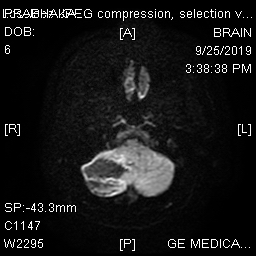 JPEG compression, selection v...
DOB:
6
[A]
BRAIN
9/25/2019
3:38:38 PM
[R]
[L]
SP:-43.3mm
C1147
W2295
[P]
GE MEDICA...